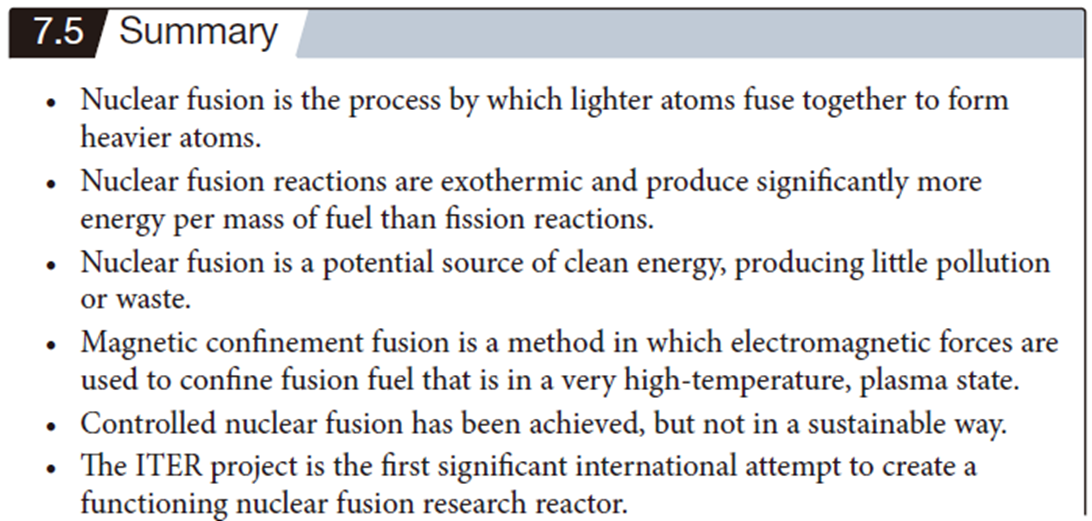 7.5 Summary
• Nuclear fusion is the process by which lighter atoms fuse together to form
heavier atoms.
• Nuclear fusion reactions are exothermic and produce significantly more
energy per mass of fuel than fission reactions.
• Nuclear fusion is a potential source of clean energy, producing little pollution
or waste.
• Magnetic confinement fusion is a method in which electromagnetic forces are
used to confine fusion fuel that is in a very high-temperature, plasma state.
• Controlled nuclear fusion has been achieved, but not in a sustainable way.
• The ITER project is the first significant international attempt to create a
functioning nuclear fusion research reactor.